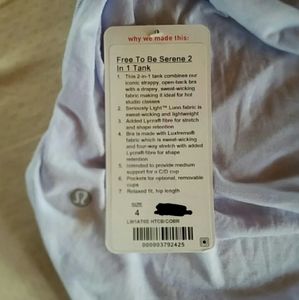 why we made this:
Free To Be Serene 2
In 1 Tank
1. This 2-in-1 tank combines our
iconic strappy, open-back bra
with a drapey, sweat-wicking
fabric making it ideal for hot
studio classes
2. Seriously Light™ Luon fabric is
sweat-wicking and lightweight
3. Added Lycra® fibre for stretch
and shape retention
4. Bra is made with Luxtreme®
fabric which is sweat-wicking
and four-way stretch with added
Lycra® fibre for shape
retention
5. Intended to provide medium
support for a C/D cup
6. Pockets for optional, removable
cups
7. Relaxed fit, hip length
SIZE
4
LW1AT6S HTCB/COBR
000003792425
6